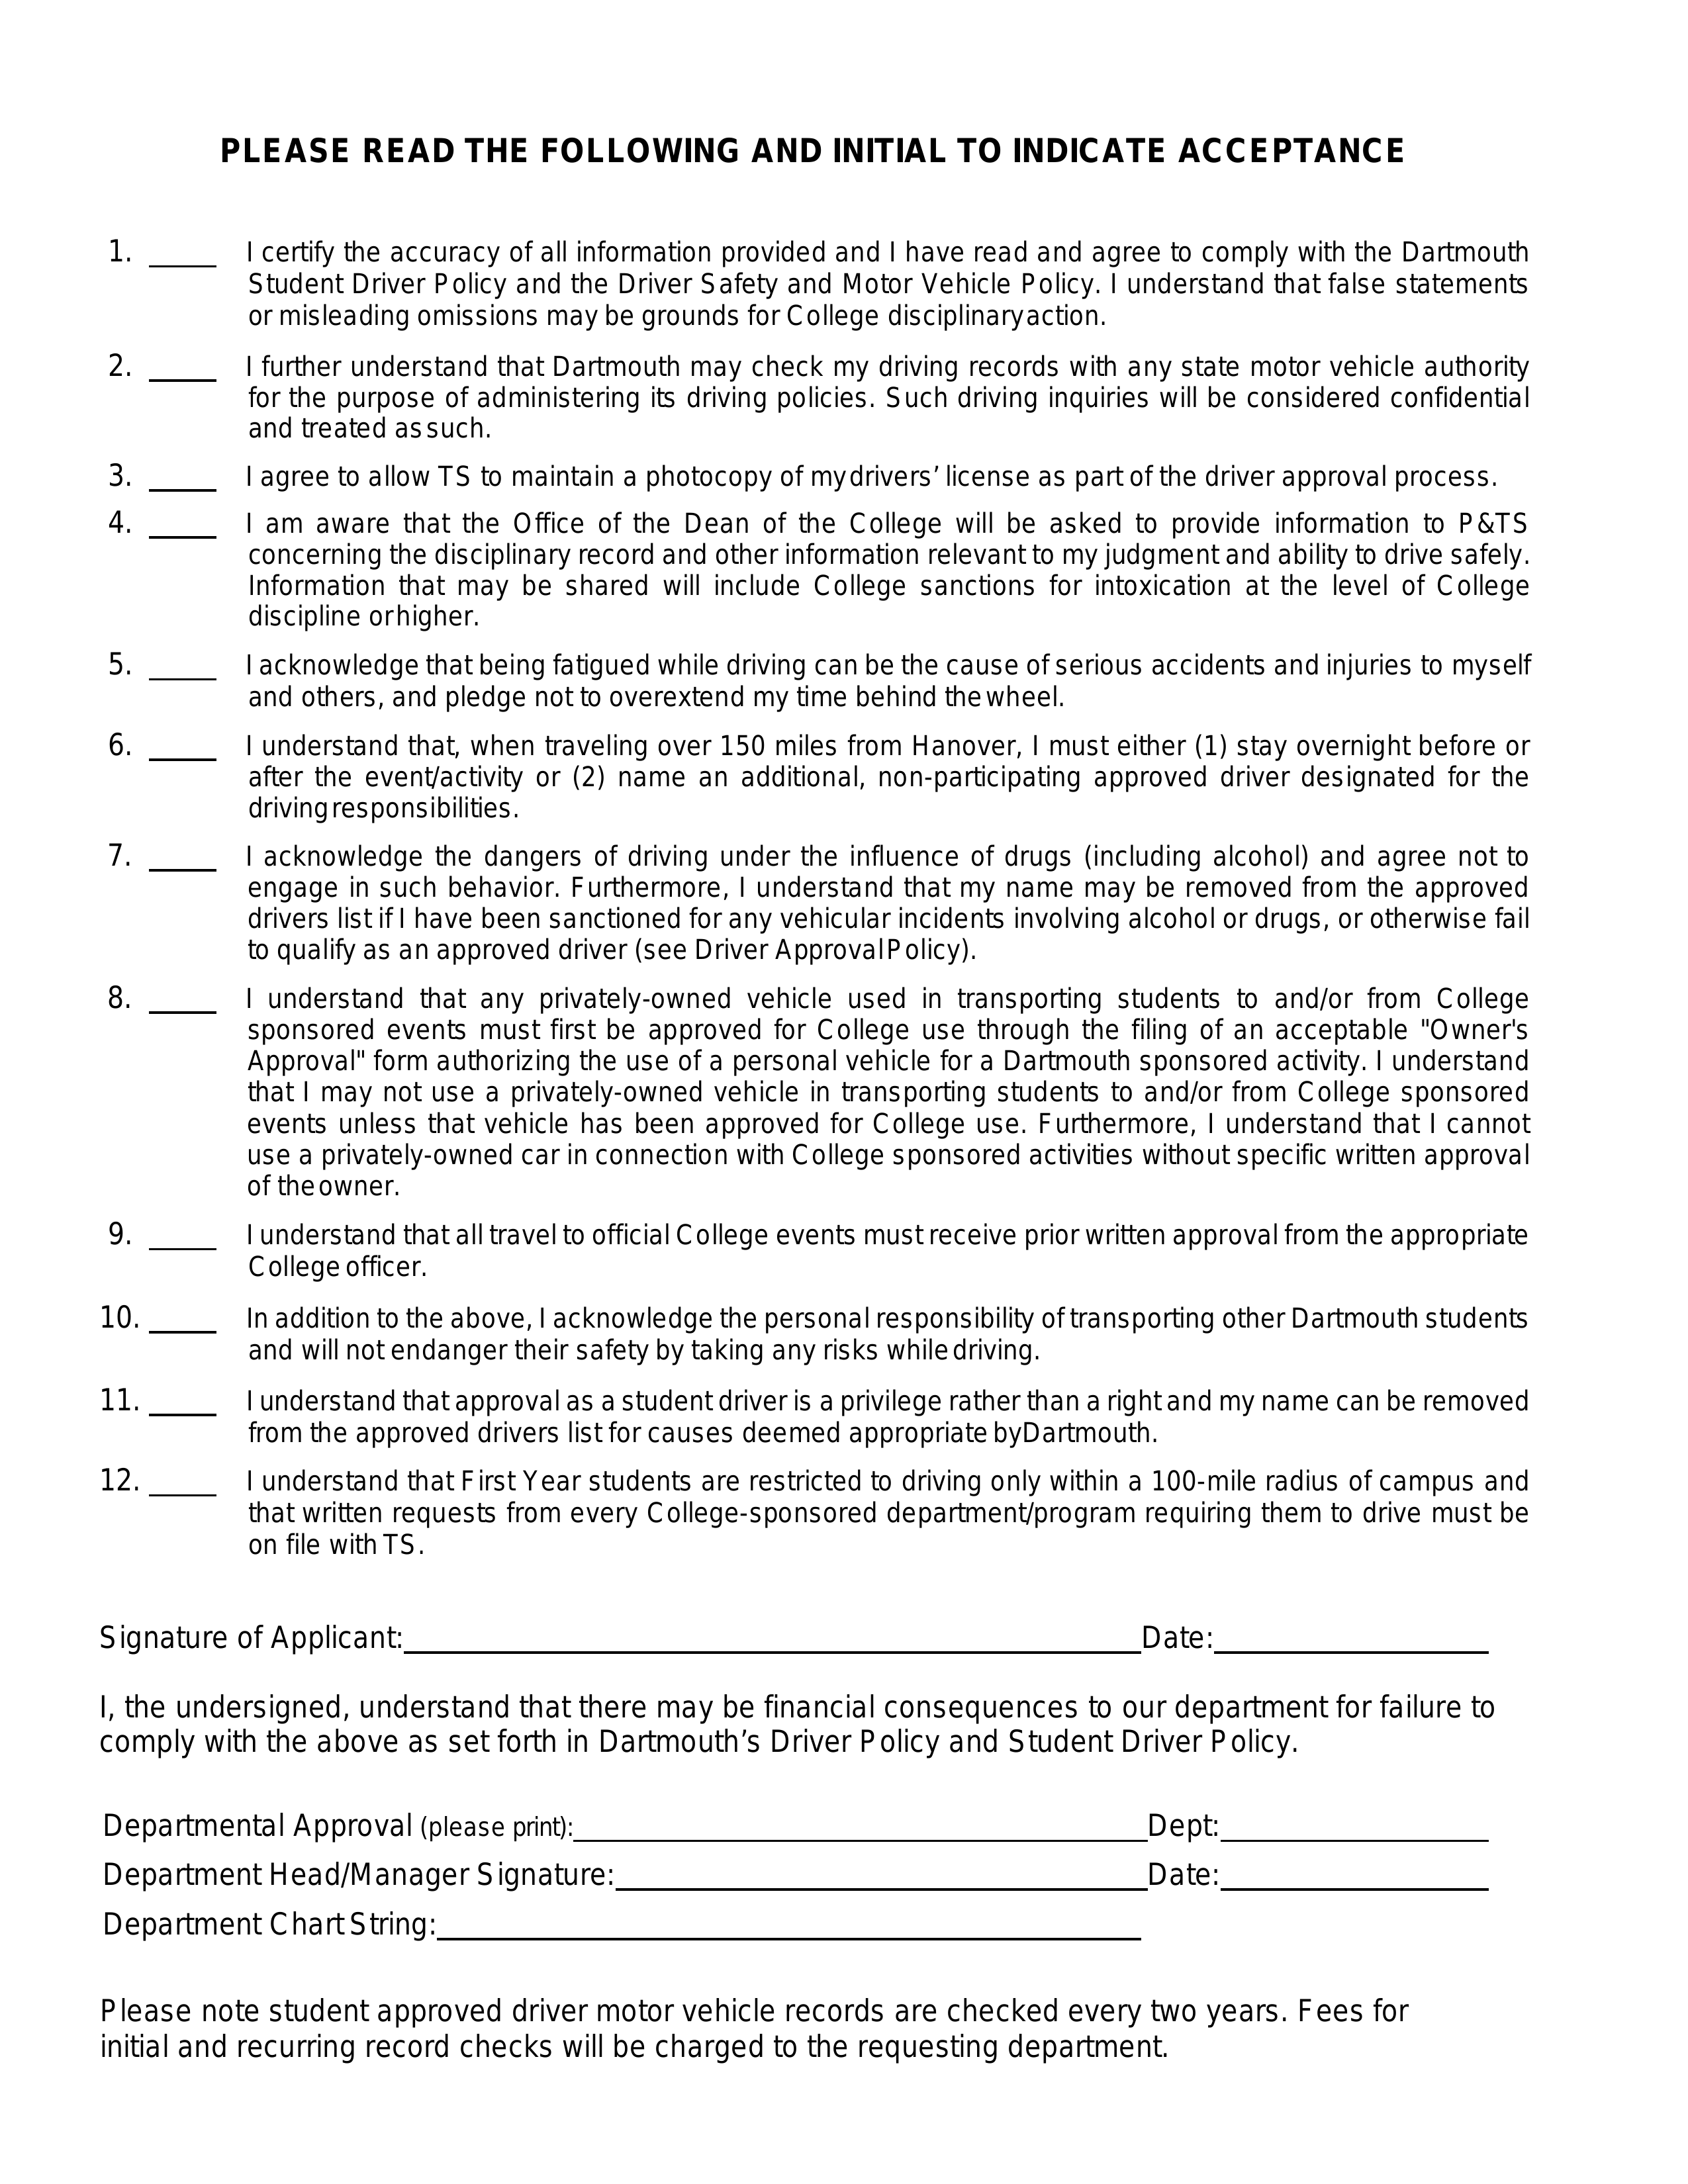 PLEASE READ THE FOLLOWING AND INITIAL TO INDICATE ACCEPTANCE
1. _____ I certify the accuracy of all information provided and I have read and agree to comply with the Dartmouth
Student Driver Policy and the Driver Safety and Motor Vehicle Policy. I understand that false statements
or misleading omissions may be grounds for College disciplinary action.
2. _____ I further understand that Dartmouth may check my driving records with any state motor vehicle authority
for the purpose of administering its driving policies. Such driving inquiries will be considered confidential
and treated as such.
3. _____ I agree to allow TS to maintain a photocopy of my drivers’ license as part of the driver approval process.
4. _____ I am aware that the Office of the Dean of the College will be asked to provide information to P&TS
concerning the disciplinary record and other information relevant to my judgment and ability to drive safely.
Information that may be shared will include College sanctions for intoxication at the level of College
discipline or higher.
5. _____ I acknowledge that being fatigued while driving can be the cause of serious accidents and injuries to myself
and others, and pledge not to overextend my time behind the wheel.
6. _____ I understand that, when traveling over 150 miles from Hanover, I must either (1) stay overnight before or
after the event/activity or (2) name an additional, non-participating approved driver designated for the
driving responsibilities.
7. _____ I acknowledge the dangers of driving under the influence of drugs (including alcohol) and agree not to
engage in such behavior. Furthermore, I understand that my name may be removed from the approved
drivers list if I have been sanctioned for any vehicular incidents involving alcohol or drugs, or otherwise fail
to qualify as an approved driver (see Driver Approval Policy).
8. _____ I understand that any privately-owned vehicle used in transporting students to and/or from College
sponsored events must first be approved for College use through the filing of an acceptable "Owner's
Approval" form authorizing the use of a personal vehicle for a Dartmouth sponsored activity. I understand
that I may not use a privately-owned vehicle in transporting students to and/or from College sponsored
events unless that vehicle has been approved for College use. Furthermore, I understand that I cannot
use a privately-owned car in connection with College sponsored activities without specific written approval
of the owner.
9. _____ I understand that all travel to official College events must receive prior written approval from the appropriate
College officer.
10. _____ In addition to the above, I acknowledge the personal responsibility of transporting other Dartmouth students
and will not endanger their safety by taking any risks while driving.
11. _____ I understand that approval as a student driver is a privilege rather than a right and my name can be removed
from the approved drivers list for causes deemed appropriate by Dartmouth.
12. _____ I understand that First Year students are restricted to driving only within a 100-mile radius of campus and
that written requests from every College-sponsored department/program requiring them to drive must be
on file with TS.
Signature of Applicant:____________________Date:__________
I, the undersigned, understand that there may be financial consequences to our department for failure to
comply with the above as set forth in Dartmouth’s Driver Policy and Student Driver Policy.
Departmental Approval (please print):____________________Dept:__________
Department Head/Manager Signature:____________________Date:__________
Department Chart String:____________________
Please note student approved driver motor vehicle records are checked every two years. Fees for
initial and recurring record checks will be charged to the requesting department.